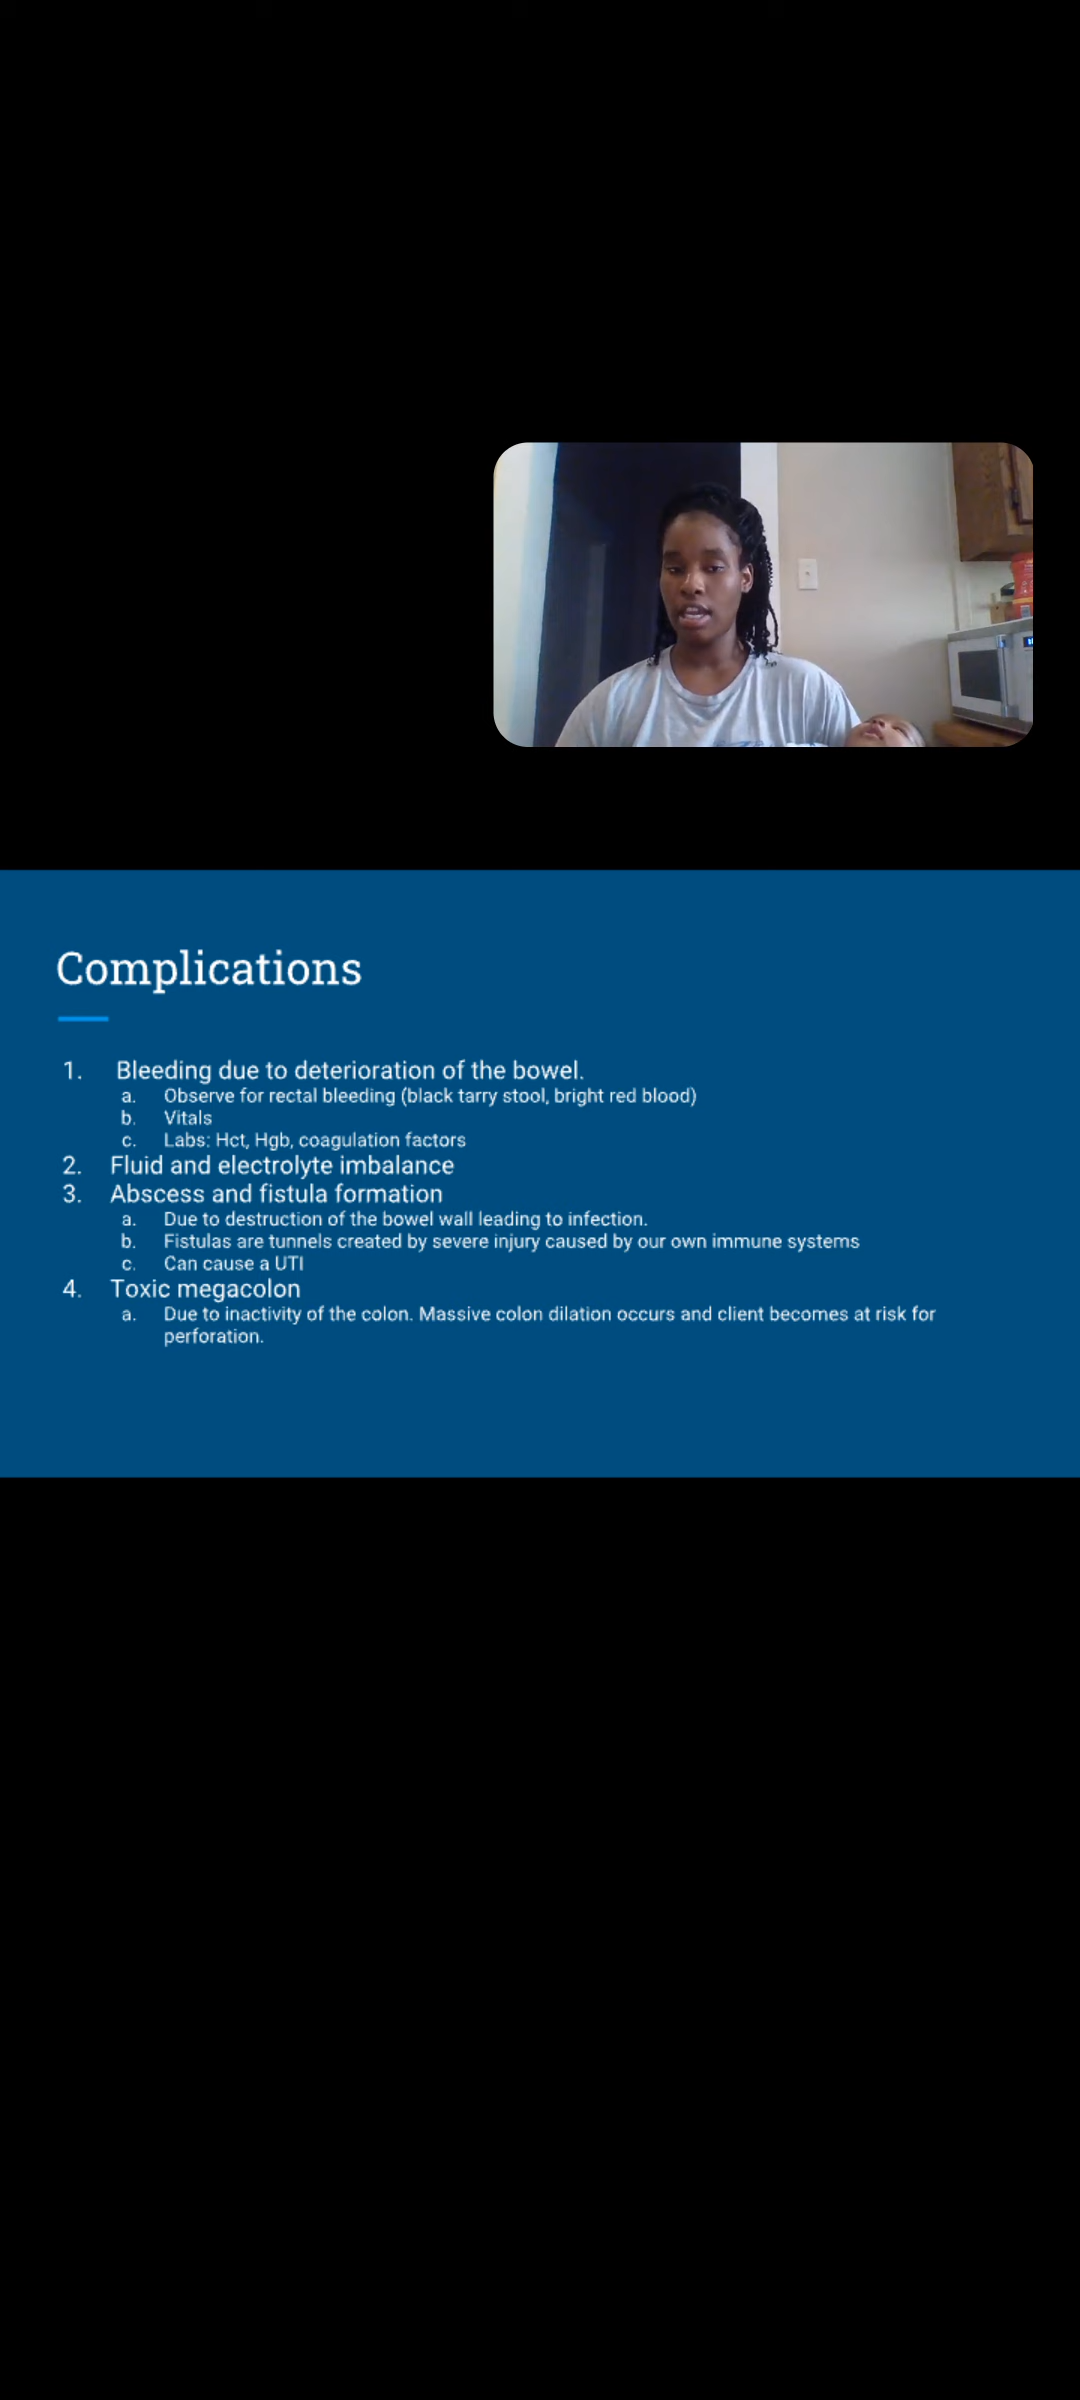 Complications
1. Bleeding due to deterioration of the bowel.
a. Observe for rectal bleeding (black tarry stool, bright red blood)
b. Vitals
c. Labs: Hct, Hgb, coagulation factors
2. Fluid and electrolyte imbalance
3. Abscess and fistula formation
a. Due to destruction of the bowel wall leading to infection.
b. Fistulas are tunnels created by severe injury caused by our own immune systems
c. Can cause a UTI
4. Toxic megacolon
a. Due to inactivity of the colon. Massive colon dilation occurs and client becomes at risk for
perforation.